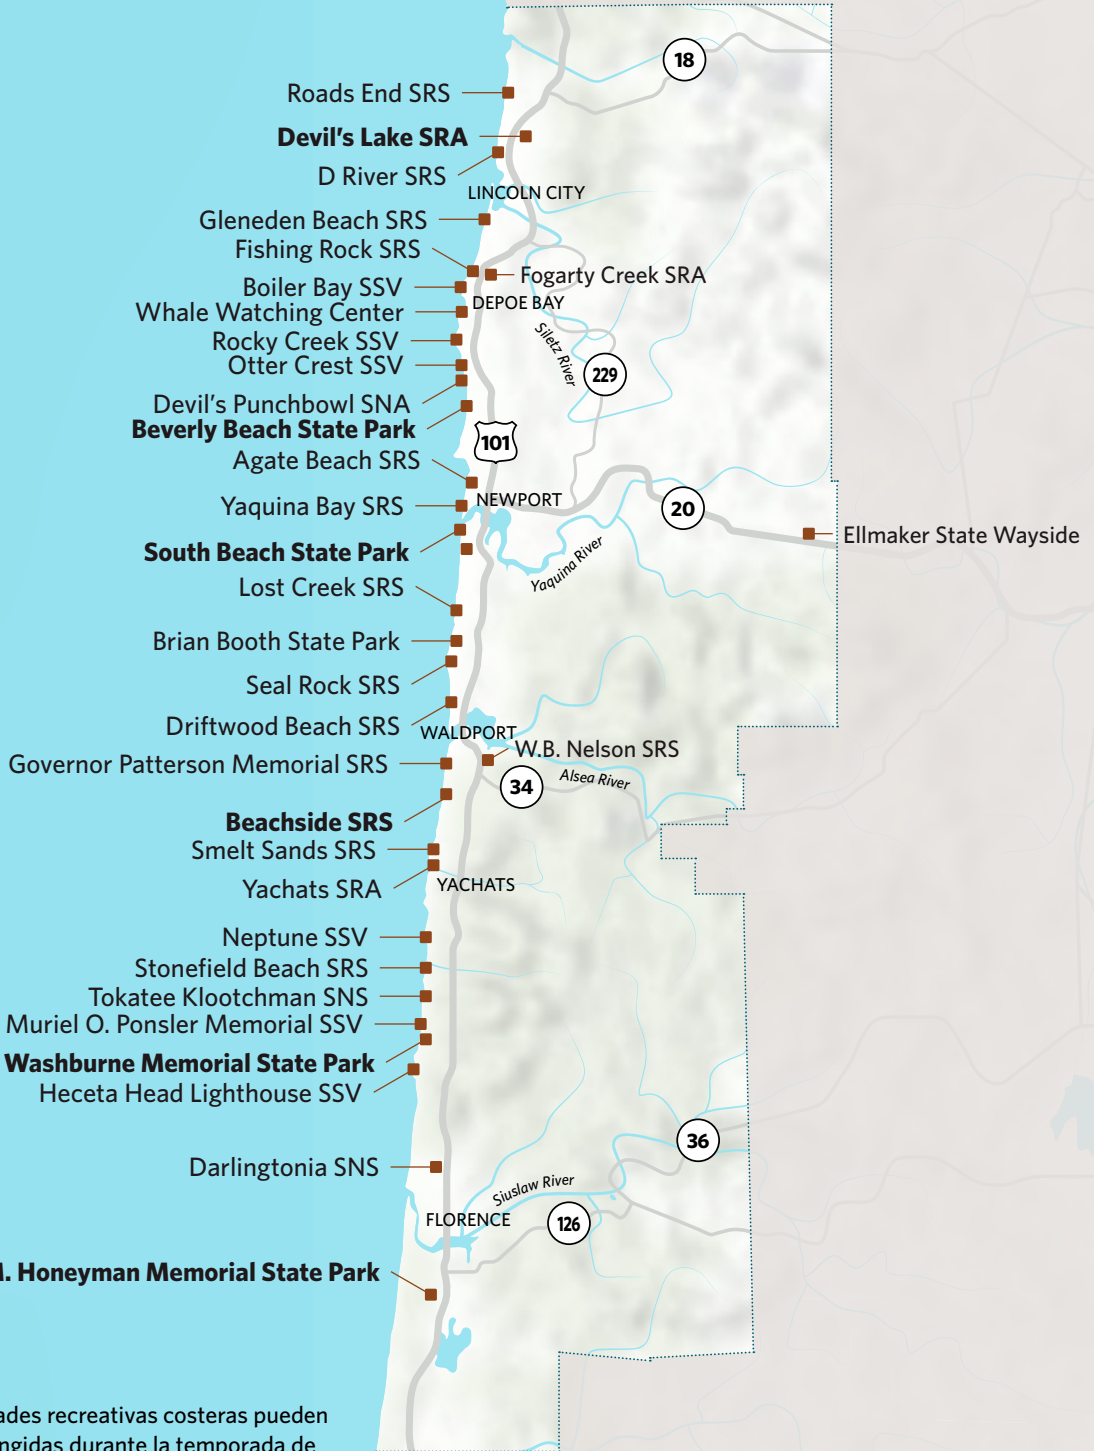 18
Roads End SRS
Devil's Lake SRA
D River SRS
LINCOLN CITY
Gleneden Beach SRS
Fishing Rock SRS
Fogarty Creek SRA
Boiler Bay SSV
DEPOE BAY
Whale Watching Center
Rocky Creek SSV
Siletz River
Otter Crest SSV
229
Devil's Punchbowl SNA
Beverly Beach State Park
101
Agate Beach SRS
NEWPORT
Yaquina Bay SRS
20
Ellmaker State Wayside
South Beach State Park
Yaquina River
Lost Creek SRS
Brian Booth State Park
Seal Rock SRS
Driftwood Beach SRS
WALDPORT
W.B. Nelson SRS
Governor Patterson Memorial SRS
Alsea River
34
Beachside SRS
Smelt Sands SRS
Yachats SRA
YACHATS
Neptune SSV
Stonefield Beach SRS
Tokatee Klootchman SNS
Muriel O. Ponsler Memorial SSV
Washburne Memorial State Park
Heceta Head Lighthouse SSV
36
Darlingtonia SNS
Siuslaw River
FLORENCE
126
. Honeyman Memorial State Park
ades recreativas costeras pueden
ngidas durante la temporada de